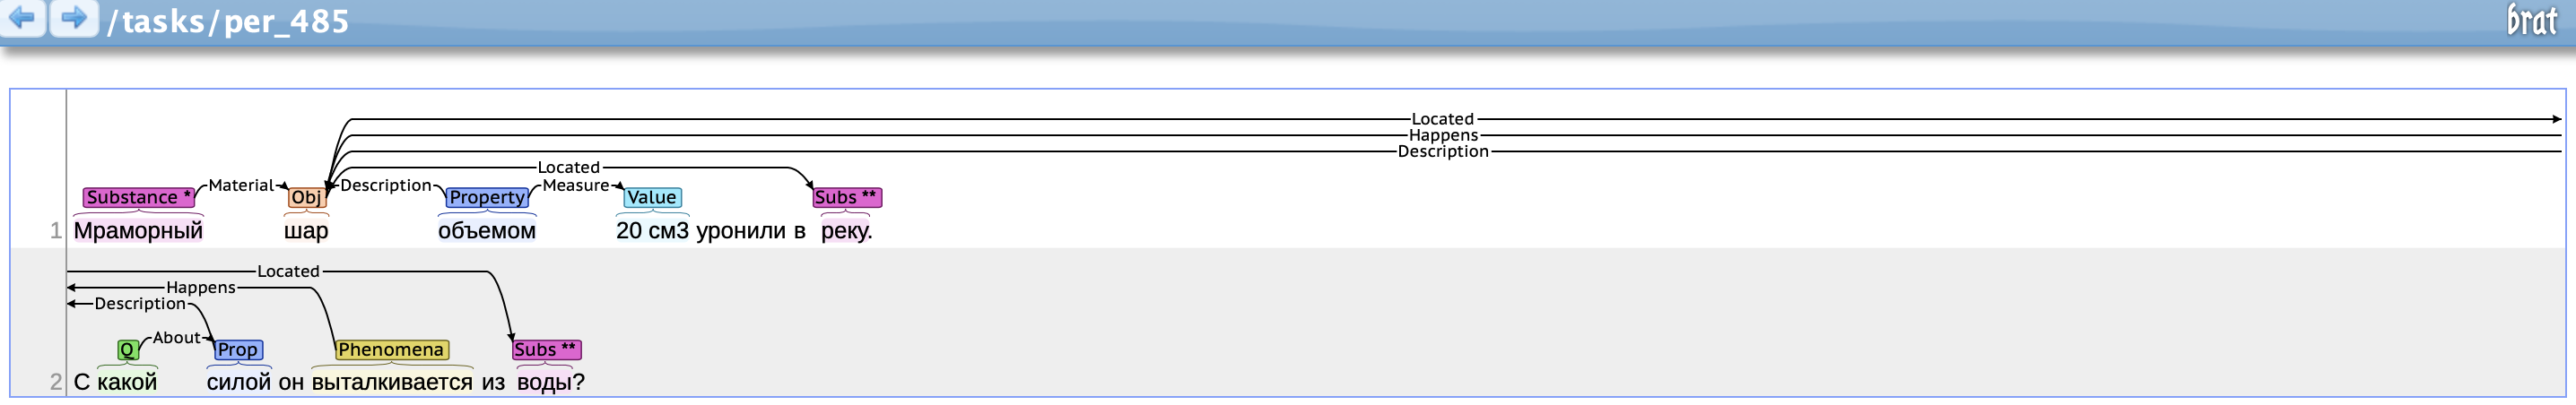 /tasks/per_485 brat
Located
Happens
Description
Located
Material Description Measure
Substance * Obj Property Value Subs **
1 Мраморный шар объемом 20 см3 уронили в реку.
Located
Happens
Description
About
Q Prop Phenomena Subs **
2 С какой силой он выталкивается из воды?